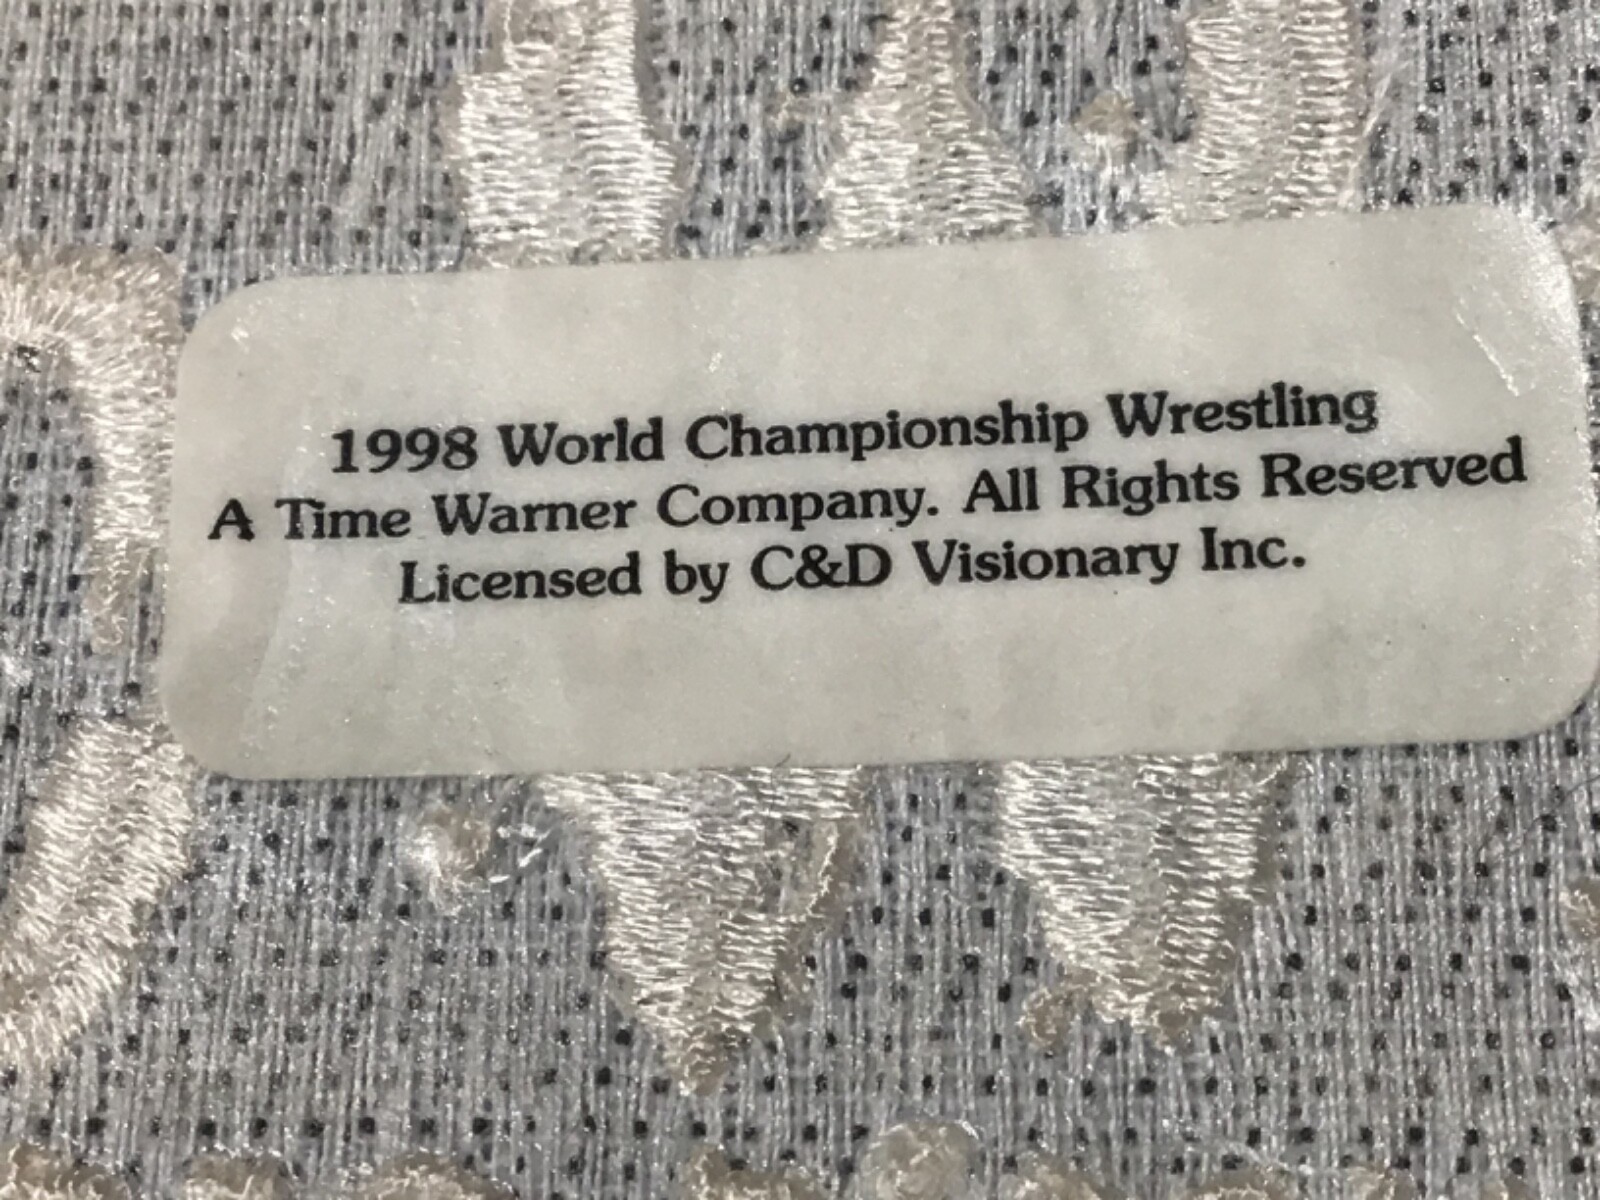 1998 World Championship Wrestling
A Time Warner Company. All Rights Reserved
Licensed by C&D Visionary Inc.